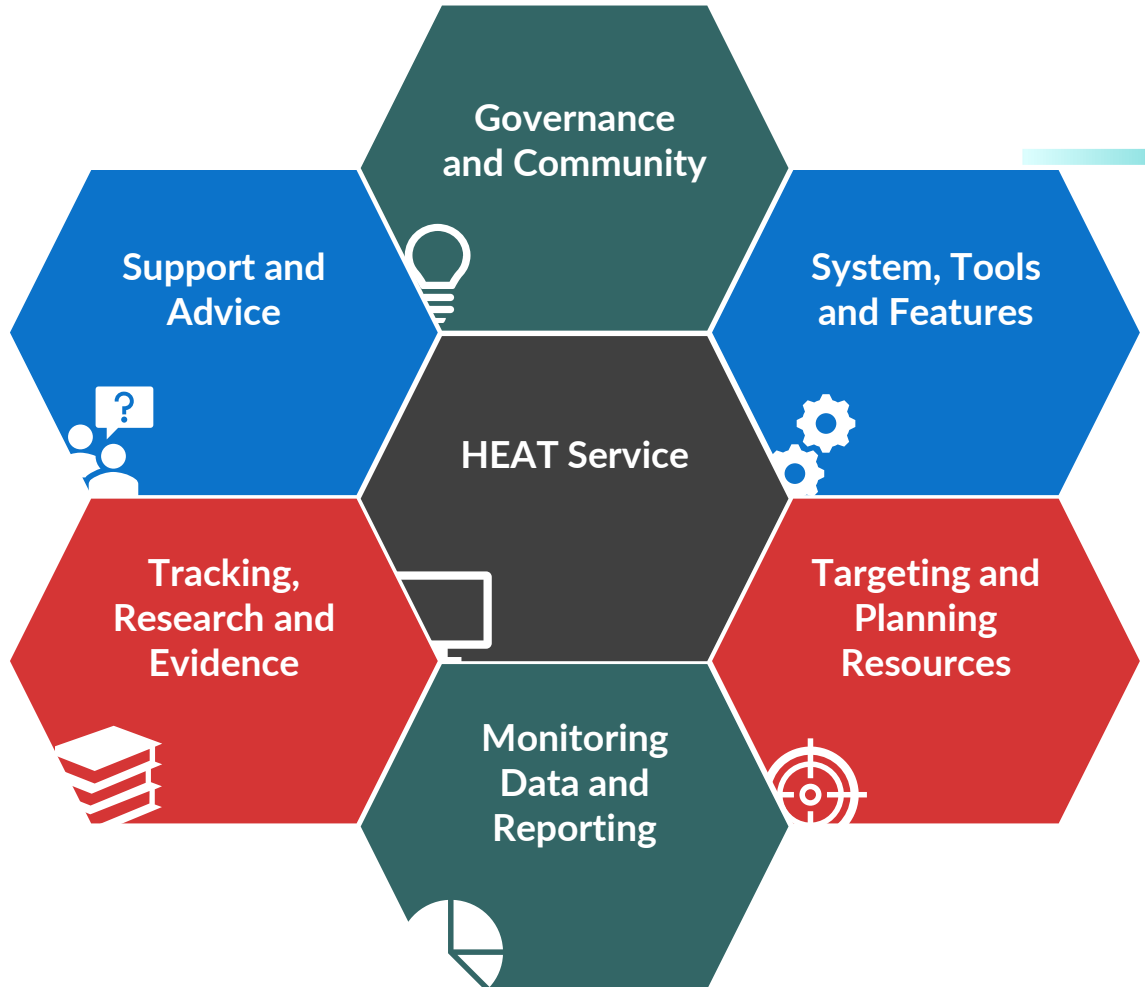 Governance
and Community
Support and
Advice
System, Tools
and Features
?
HEAT Service
Tracking,
Research and
Evidence
Targeting and
Planning
Resources
Monitoring
Data and
Reporting